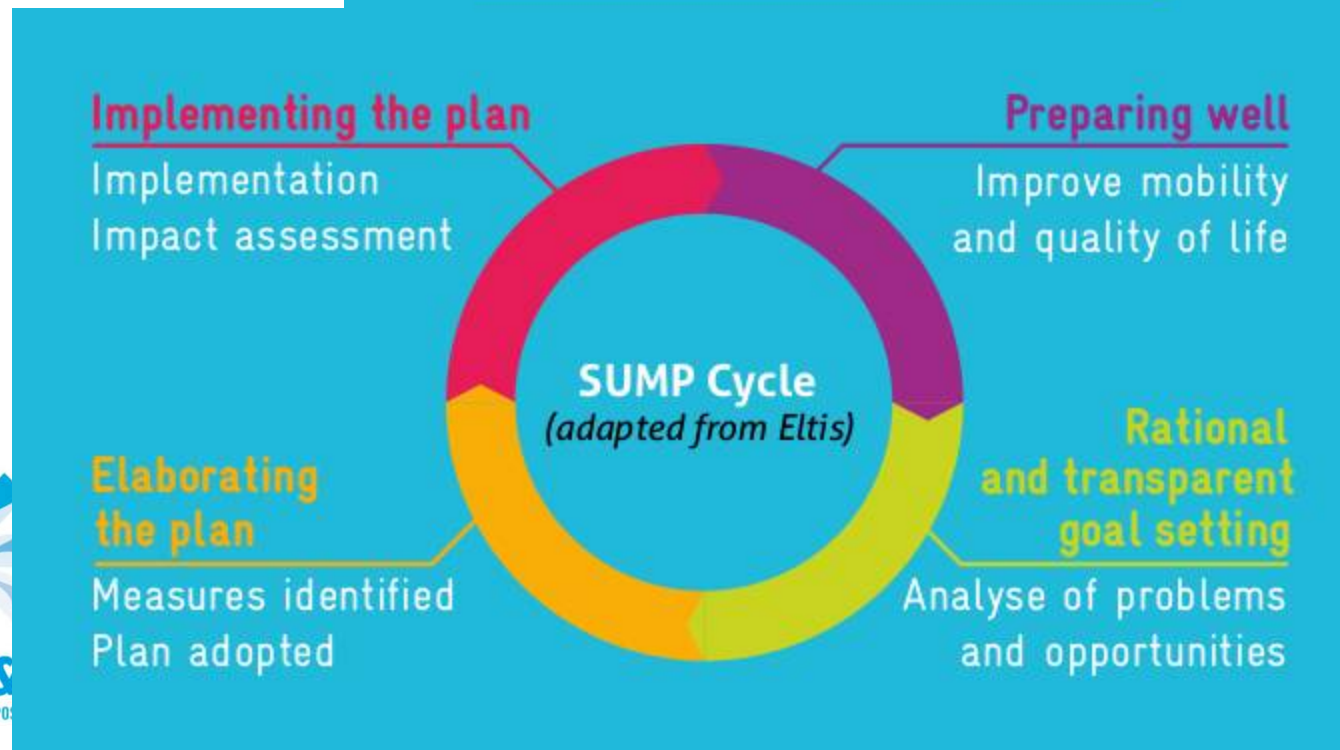 Implementing the plan
Implementation
Impact assessment
Preparing well
Improve mobility
and quality of life
SUMP Cycle
(adapted from Eltis)
Elaborating
the plan
Measures identified
Plan adopted
Rational
and transparent
goal setting
Analyse of problems
and opportunities